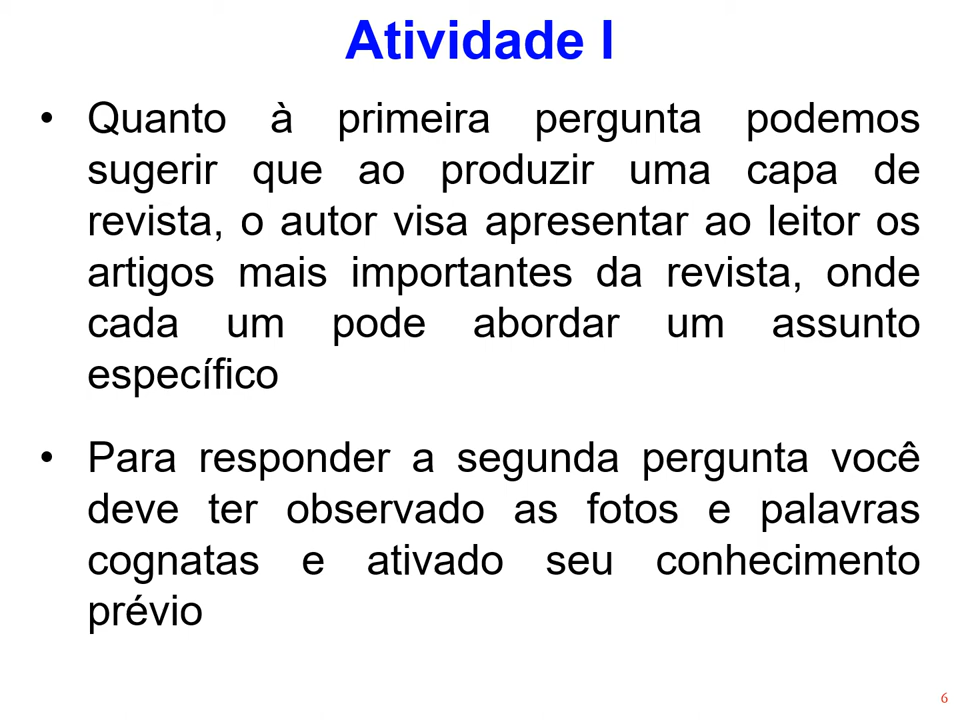 Atividade I
• Quanto à primeira pergunta podemos
sugerir que ao produzir uma capa de
revista, o autor visa apresentar ao leitor os
artigos mais importantes da revista, onde
cada um pode abordar um assunto
específico
• Para responder a segunda pergunta você
deve ter observado as fotos e palavras
cognatas e ativado seu conhecimento
prévio
6